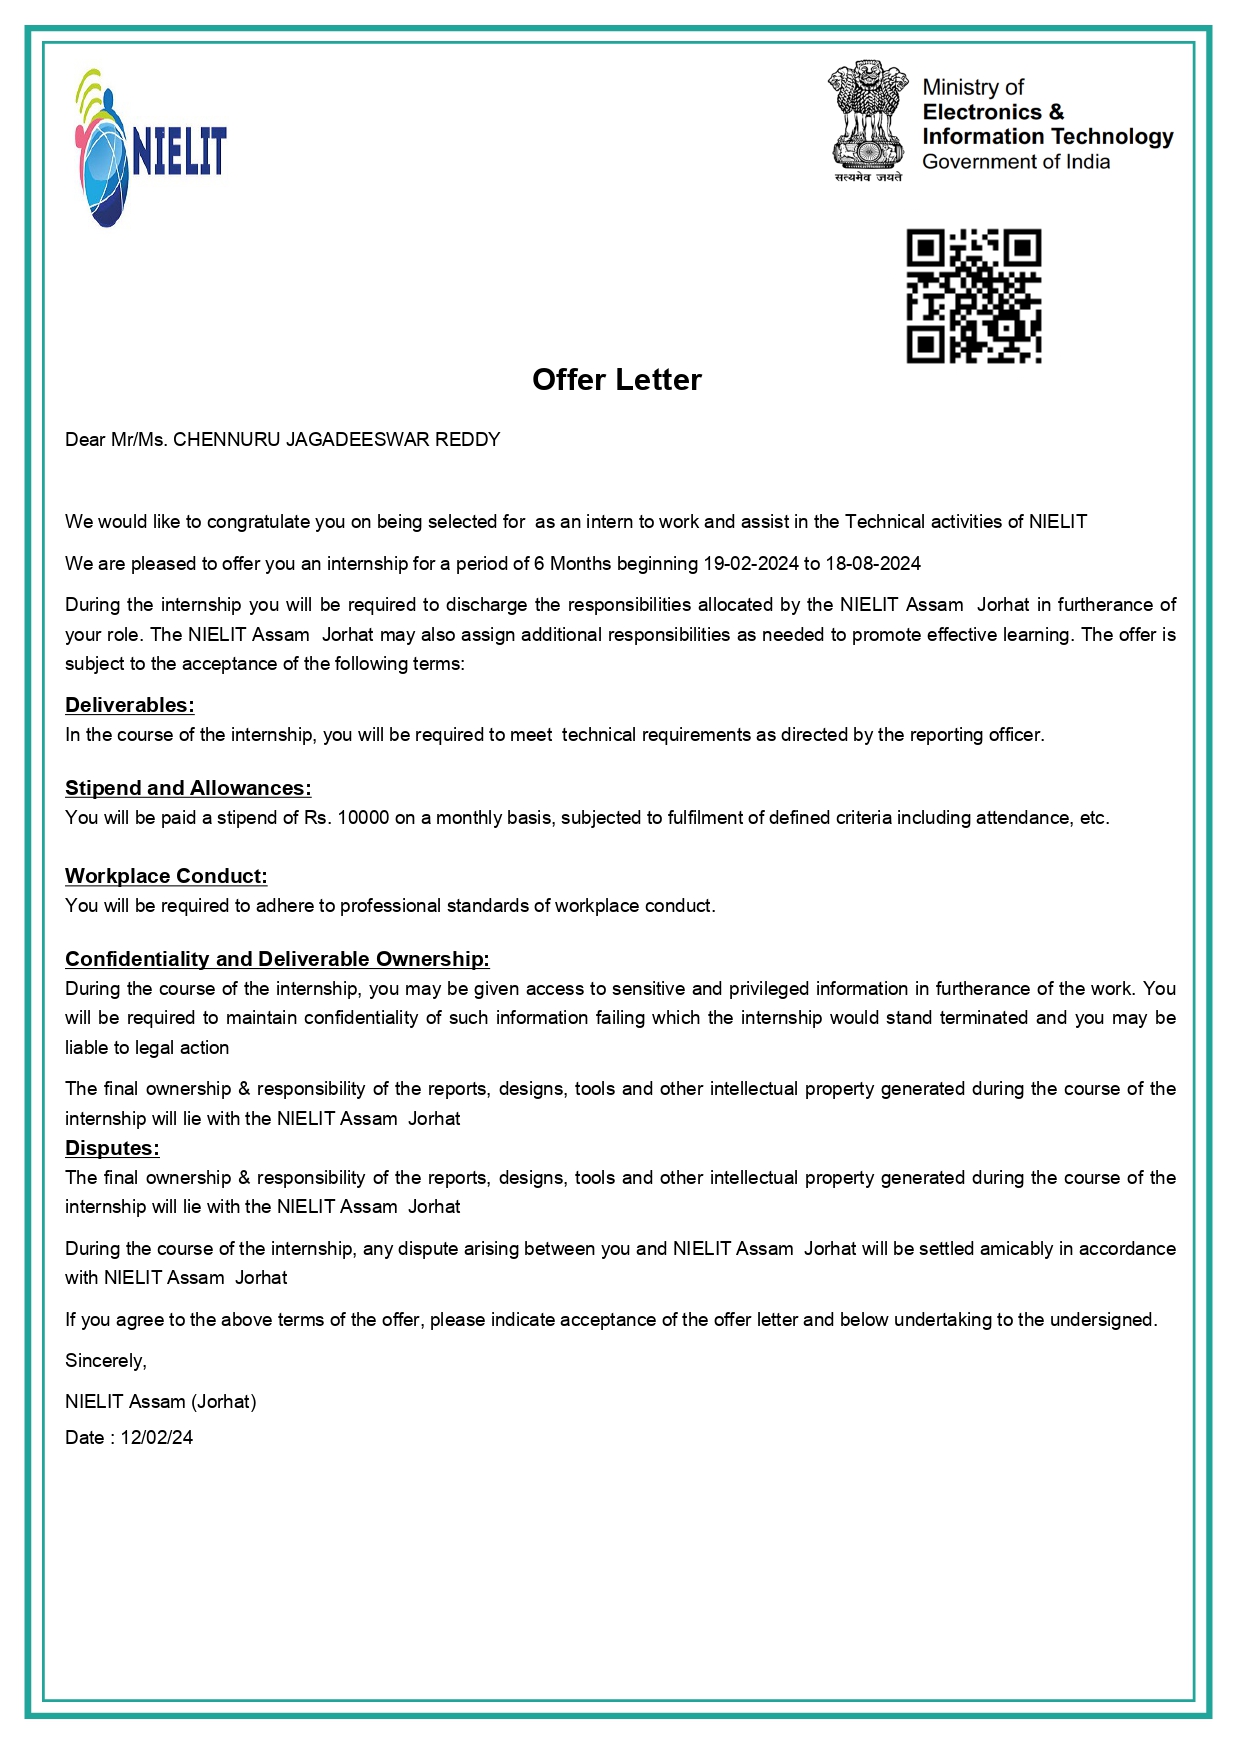 NIELIT
Ministry of
Electronics &
Information Technology
Government of India
सत्यमेव जयते
Offer Letter
Dear Mr/Ms. CHENNURU JAGADEESWAR REDDY
We would like to congratulate you on being selected for  as an intern to work and assist in the Technical activities of NIELIT
We are pleased to offer you an internship for a period of 6 Months beginning 19-02-2024 to 18-08-2024
During the internship you will be required to discharge the responsibilities allocated by the NIELIT Assam  Jorhat in furtherance of
your role. The NIELIT Assam  Jorhat may also assign additional responsibilities as needed to promote effective learning. The offer is
subject to the acceptance of the following terms:
Deliverables:
In the course of the internship, you will be required to meet  technical requirements as directed by the reporting officer.
Stipend and Allowances:
You will be paid a stipend of Rs. 10000 on a monthly basis, subjected to fulfilment of defined criteria including attendance, etc.
Workplace Conduct:
You will be required to adhere to professional standards of workplace conduct.
Confidentiality and Deliverable Ownership:
During the course of the internship, you may be given access to sensitive and privileged information in furtherance of the work. You
will be required to maintain confidentiality of such information failing which the internship would stand terminated and you may be
liable to legal action
The final ownership & responsibility of the reports, designs, tools and other intellectual property generated during the course of the
internship will lie with the NIELIT Assam  Jorhat
Disputes:
The final ownership & responsibility of the reports, designs, tools and other intellectual property generated during the course of the
internship will lie with the NIELIT Assam  Jorhat
During the course of the internship, any dispute arising between you and NIELIT Assam  Jorhat will be settled amicably in accordance
with NIELIT Assam  Jorhat
If you agree to the above terms of the offer, please indicate acceptance of the offer letter and below undertaking to the undersigned.
Sincerely,
NIELIT Assam (Jorhat)
Date : 12/02/24